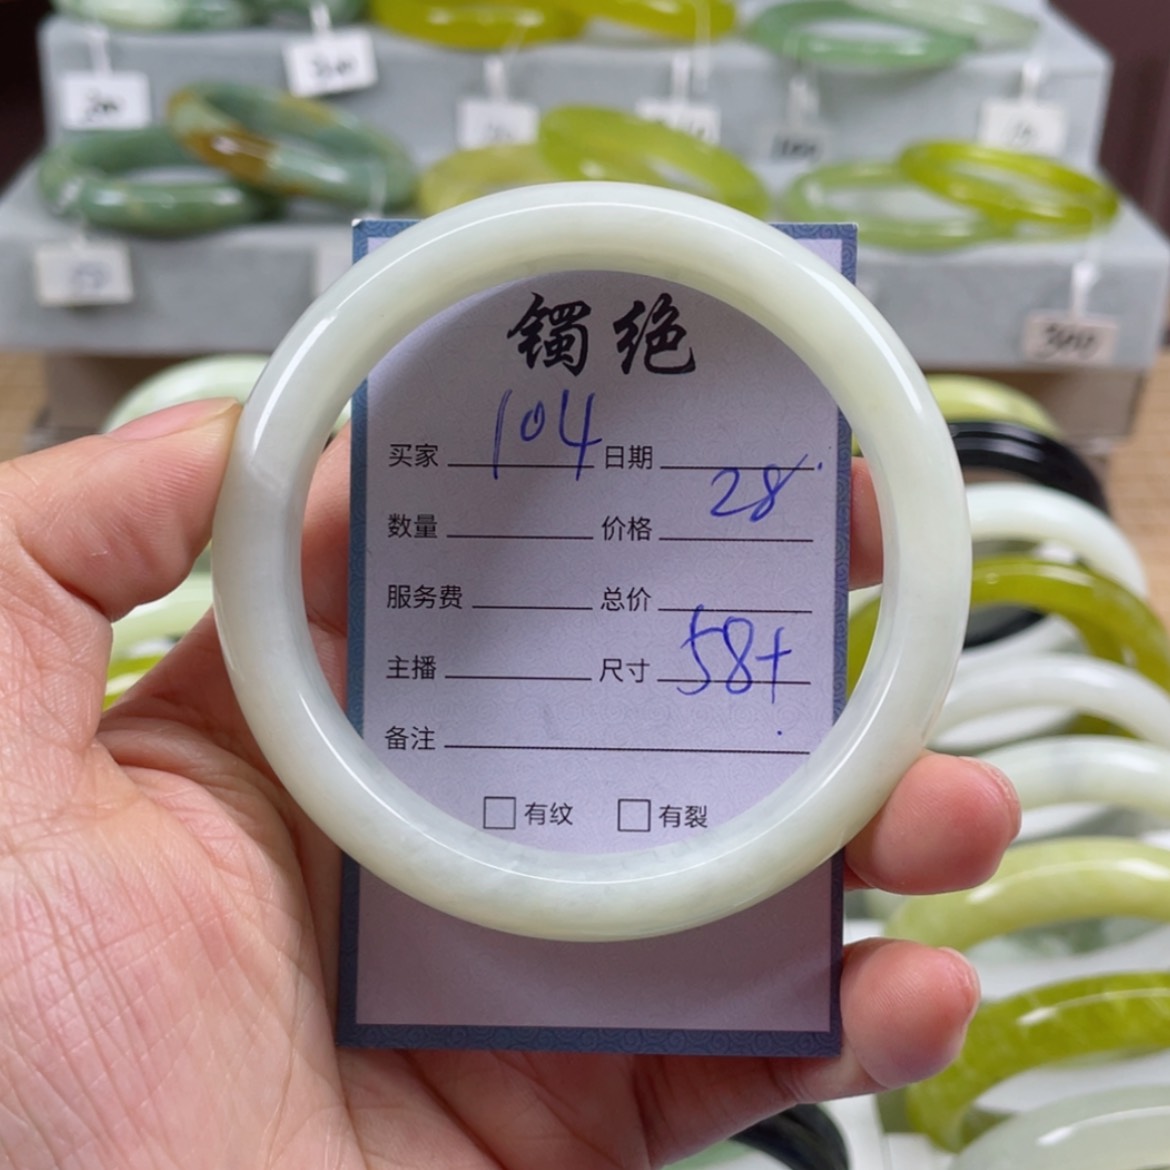 镯绝
买家 104 日期
数量 价格 28
服务费 总价
主播 尺寸 58+
备注
有纹 有裂
300